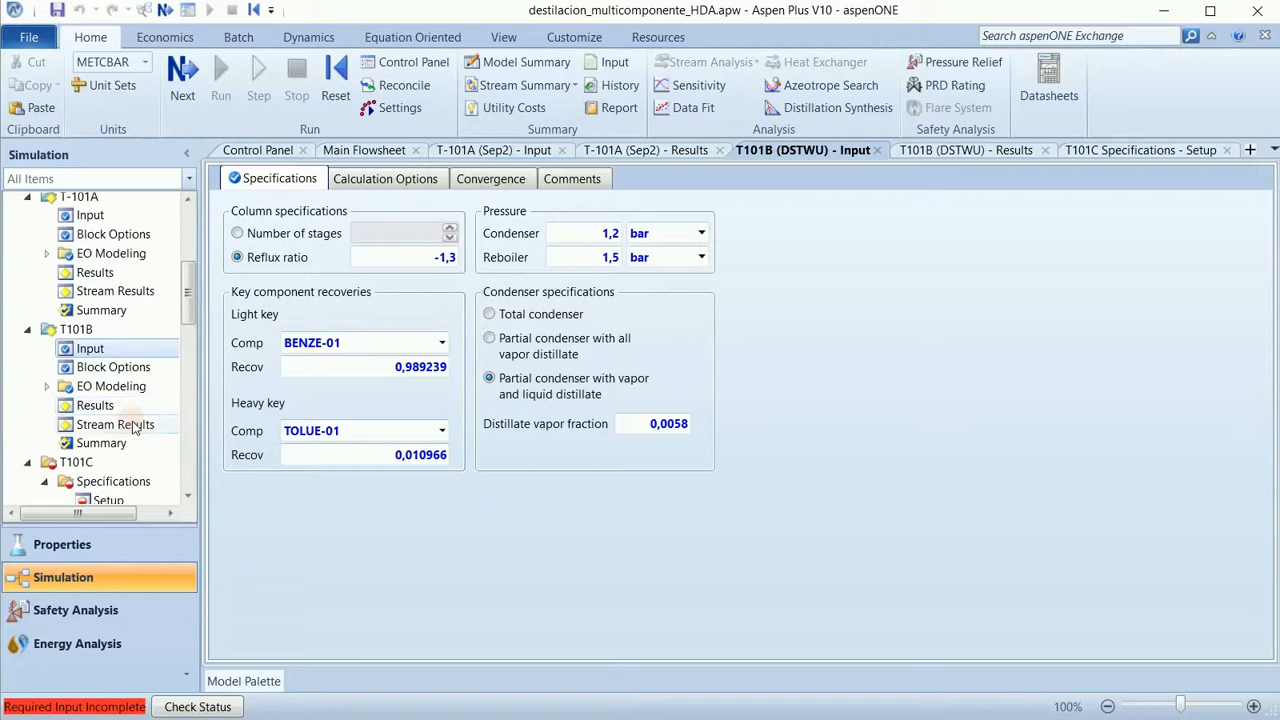 destilacion_multicomponente_HDA.apw - Aspen Plus V10 - aspenONE
File Home Economics Batch Dynamics Equation Oriented View Customize Resources Search aspenONE Exchange
Cut METCBAR Control Panel Model Summary Input Stream Analysis Heat Exchanger Pressure Relief
Copy Unit Sets Next Run Step Stop Reset Reconcile Stream Summary History Sensitivity Azeotrope Search PRD Rating Datasheets
Paste Settings Utility Costs Report Data Fit Distillation Synthesis Flare System
Clipboard Units Run Summary Analysis Safety Analysis
Simulation Control Panel Main Flowsheet T-101A (Sep2) - Input T-101A (Sep2) - Results T101B (DSTWU) - Input T101B (DSTWU) - Results T101C Specifications - Setup
All Items
T-101A
Input
Block Options
EO Modeling
Results
Stream Results
Summary
T101B
Input
Block Options
EO Modeling
Results
Stream Results
Summary
T101C
Specifications
Setup
Properties
Simulation
Safety Analysis
Energy Analysis
Specifications Calculation Options Convergence Comments
Column specifications
Number of stages
Reflux ratio -1,3
Pressure
Condenser 1,2 bar
Reboiler 1,5 bar
Key component recoveries
Light key
Comp BENZE-01
Recov 0,989239
Heavy key
Comp TOLUE-01
Recov 0,010966
Condenser specifications
Total condenser
Partial condenser with all
vapor distillate
Partial condenser with vapor
and liquid distillate
Distillate vapor fraction 0,0058
Model Palette
Required Input Incomplete Check Status 100%